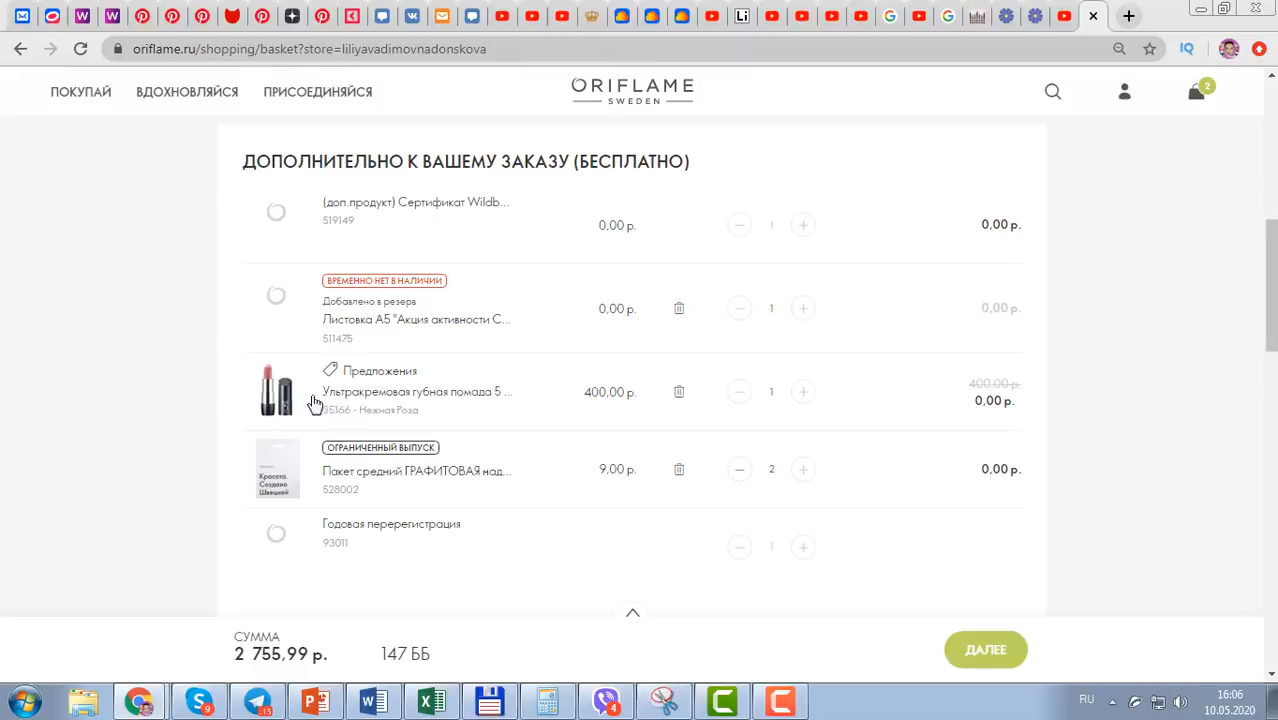 oriflame.ru/shopping/basket?store=liliyavadimovnadonskova
ПОКУПАЙ ВДОХНОВЛЯЙСЯ ПРИСОЕДИНЯЙСЯ
ORIFLAME
SWEDEN
2
ДОПОЛНИТЕЛЬНО К ВАШЕМУ ЗАКАЗУ (БЕСПЛАТНО)
(доп.продукт) Сертификат Wildb...
519149
0,00 р. 1 0,00 р.
ВРЕМЕННО НЕТ В НАЛИЧИИ
Добавлено в резерв
Листовка А5 "Акция активности С...
511475
0,00 р. 1 0,00 р.
Предложения
Ультракремовая губная помада 5 ...
35166 - Нежная Роза
400,00 р. 1 400,00 р.
0,00 р.
ОГРАНИЧЕННЫЙ ВЫПУСК
Пакет средний ГРАФИТОВАЯ над...
528002
9,00 р. 2 0,00 р.
Красота.
Создано
Швецией
Годовая перерегистрация
93011
1
СУММА
2 755,99 р. 147 ББ
ДАЛЕЕ
RU
16:06
10.05.2020
9
15
4